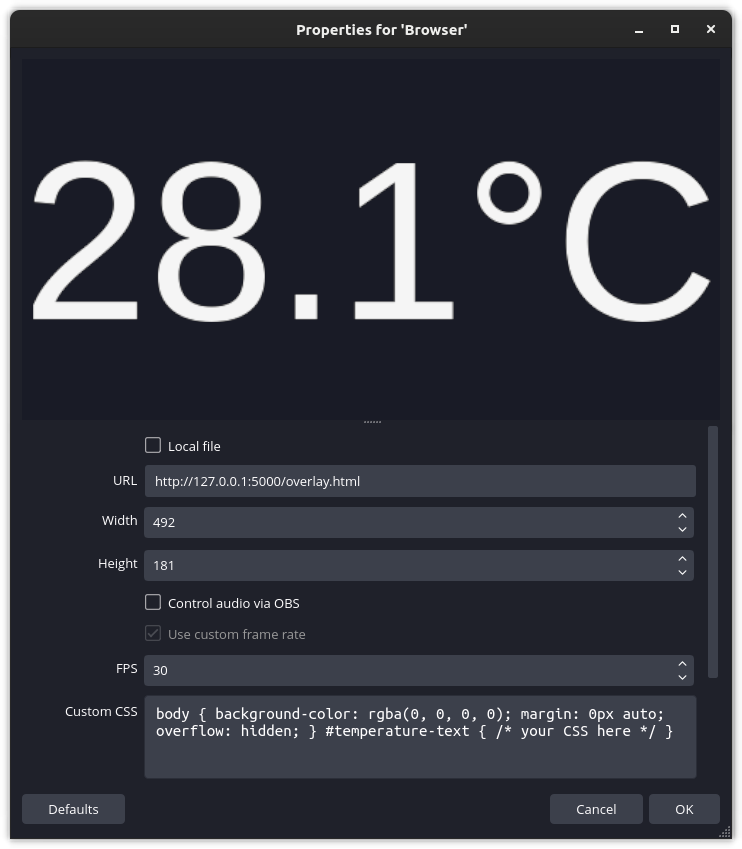 Properties for 'Browser'
28.1°C
Local file
URL http://127.0.0.1:5000/overlay.html
Width 492
Height 181
Control audio via OBS
Use custom frame rate
FPS 30
Custom CSS body { background-color: rgba(0, 0, 0, 0); margin: 0px auto;
overflow: hidden; } #temperature-text { /* your CSS here */ }
Defaults Cancel OK